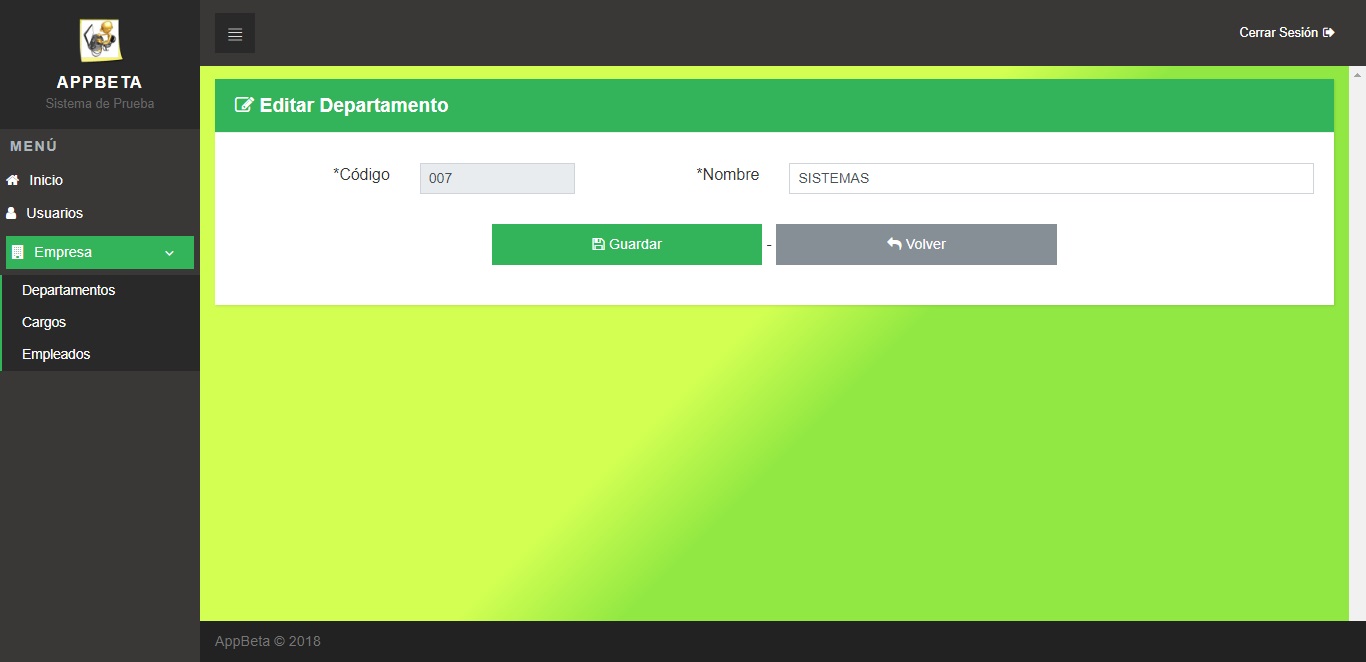 APPBETA
Sistema de Prueba
MENÚ
Inicio
Usuarios
Empresa
Departamentos
Cargos
Empleados
Cerrar Sesión
Editar Departamento
*Código 007 *Nombre SISTEMAS
Guardar - Volver
AppBeta © 2018